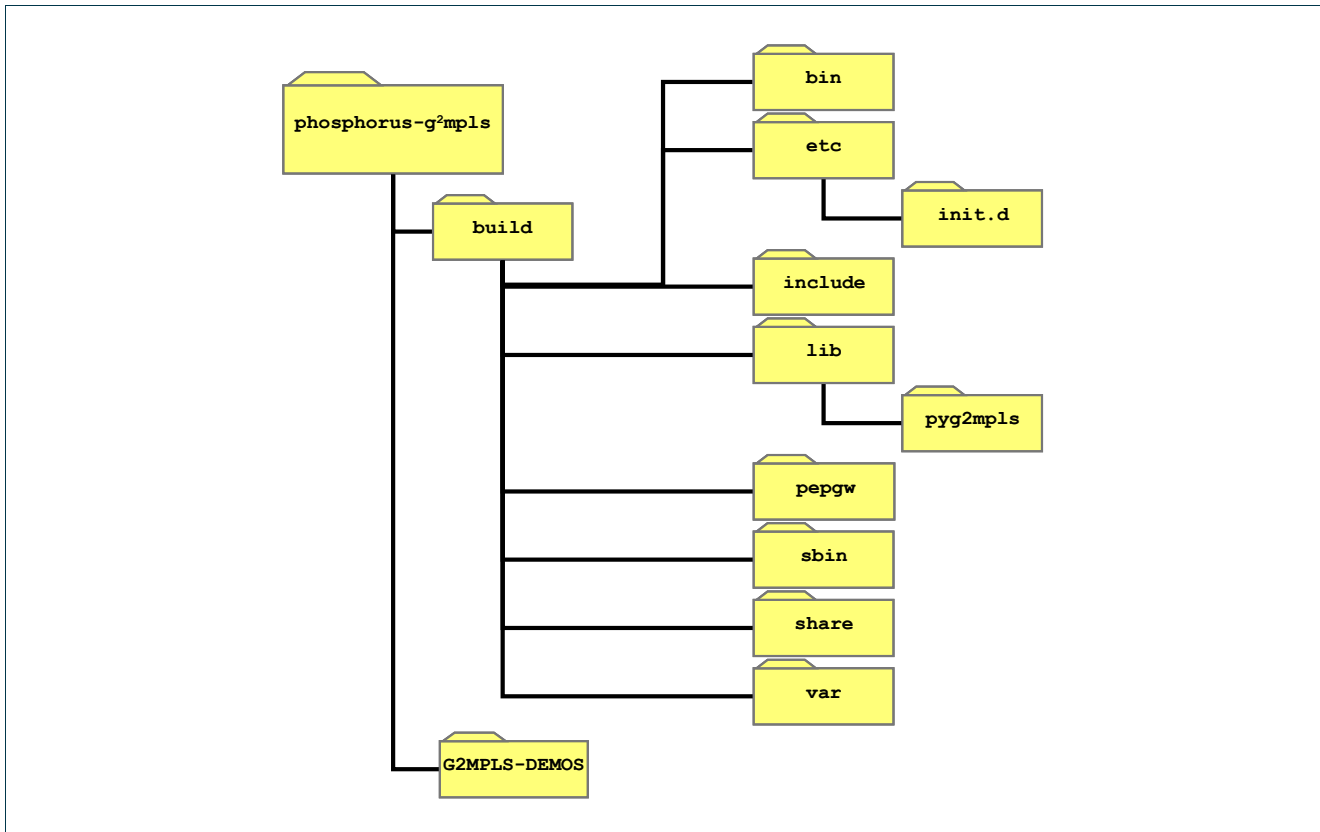 phosphorus-g²mpls
bin
etc
init.d
build
include
lib
pyg2mpls
pepgw
sbin
share
var
G2MPLS-DEMOS